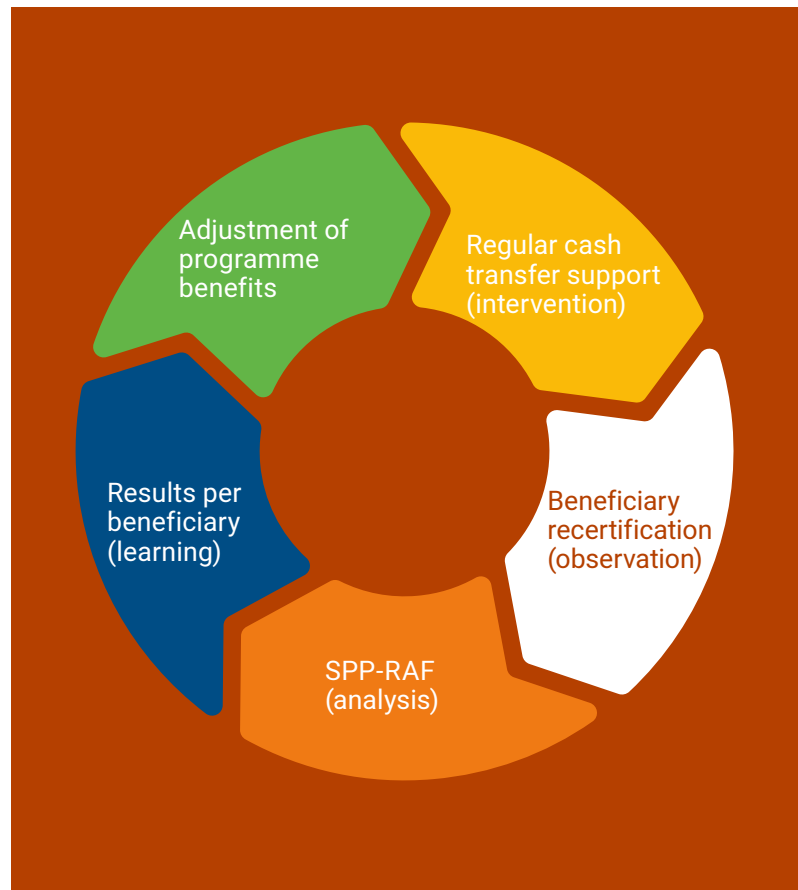 Adjustment of
programme
benefits
Regular cash
transfer support
(intervention)
Beneficiary
recertification
(observation)
SPP-RAF
(analysis)
Results per
beneficiary
(learning)